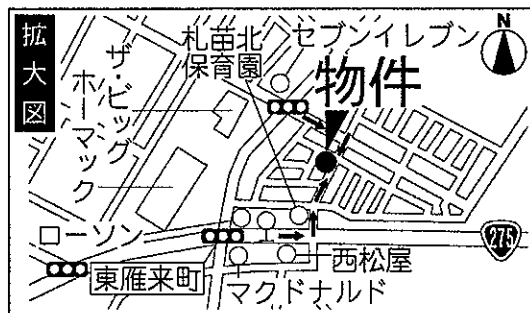 拡大図
札苗北
保育園
セブンイレブン
N
物件
ザ・ビッグ
ホーマック
ローソン
275
東雁来町
西松屋
マクドナルド